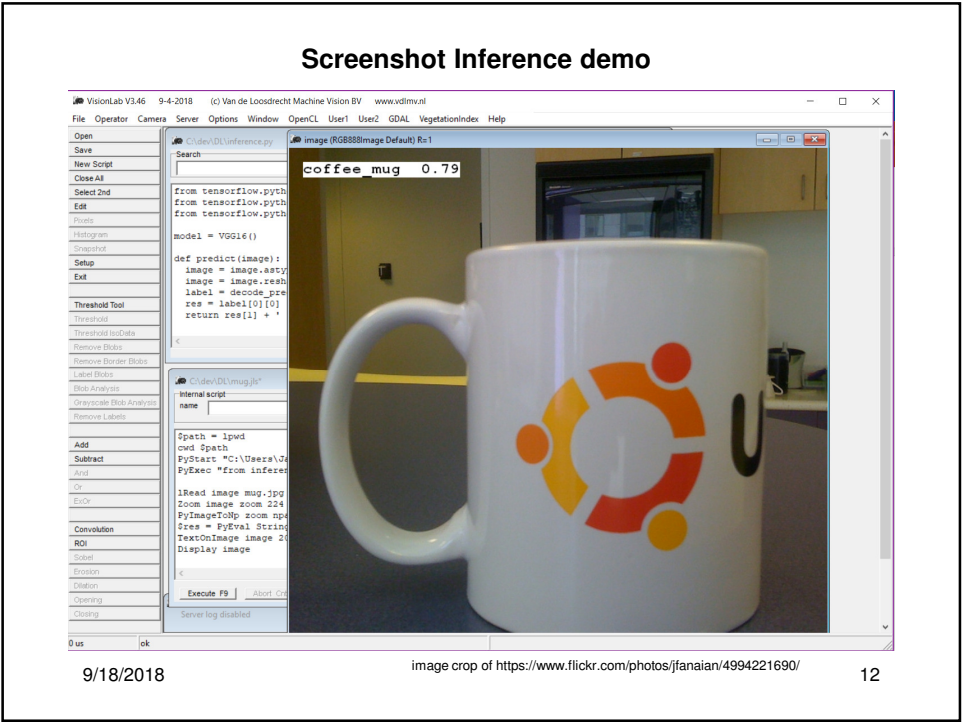 Screenshot Inference demo
VisionLab V3.46 9-4-2018 (c) Van de Loosdrecht Machine Vision BV www.vdlmv.nl
File Operator Camera Server Options Window OpenCL User1 User2 GDAL VegetationIndex Help
Open
Save
New Script
Close All
Select 2nd
Edit
Pixels
Histogram
Snapshot
Setup
Exit
Threshold Tool
Threshold
Threshold IsoData
Remove Blobs
Remove Border Blobs
Label Blobs
Blob Analysis
Grayscale Blob Analysis
Remove Labels
Add
Subtract
And
Or
ExOr
Convolution
ROI
Sobel
Erosion
Dilation
Opening
Closing
C:\dev\DL\inference.py
Search
from tensorflow.pyth
from tensorflow.pyth
from tensorflow.pyth
model = VGG16()
def predict(image):
image = image.asty
image = image.resh
label = decode_pre
res = label[0][0]
return res[1] + '
C:\dev\DL\mug.jls*
Internal script
name
$path = lpwd
cwd $path
PyStart "C:\Users\Ja
PyExec "from inferen
lRead image mug.jpg
Zoom image zoom 224
PyImageToNp zoom npa
$res = PyEval String
TextOnImage image 20
Display image
Execute F9 Abort Cri
Server log disabled
image (RGB888Image Default) R=1
coffee_mug 0.79
U
0 us ok
9/18/2018
image crop of https://www.flickr.com/photos/jfanaian/4994221690/
12